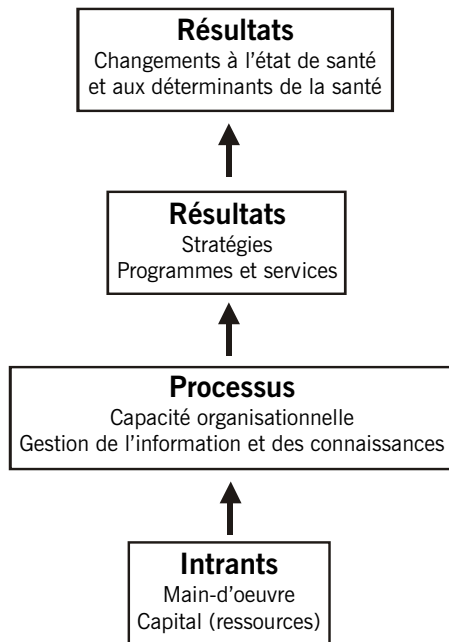 Résultats
Changements à l'état de santé
et aux déterminants de la santé
Résultats
Stratégies
Programmes et services
Processus
Capacité organisationnelle
Gestion de l'information et des connaissances
Intrants
Main-d'oeuvre
Capital (ressources)